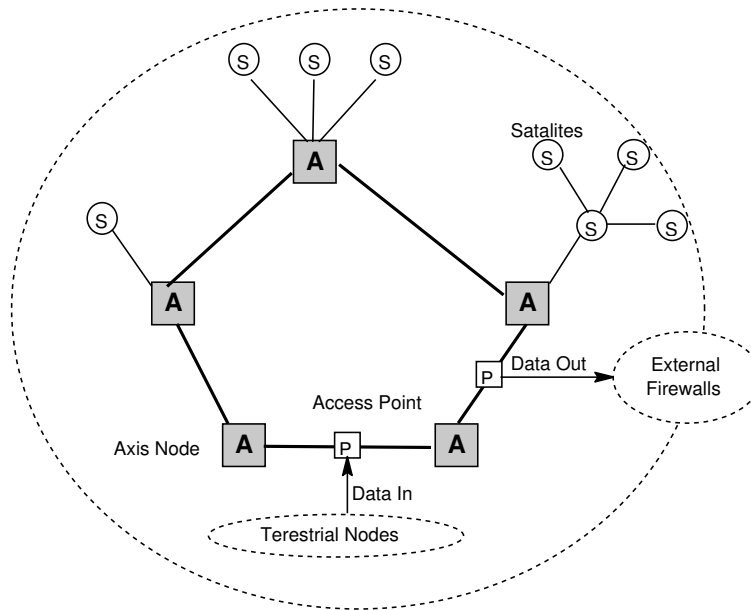 S S S
Satalites
A
S S
S
S S
A A
External
Firewalls
Data Out
P
Access Point
Axis Node
A P A
Data In
Terestrial Nodes